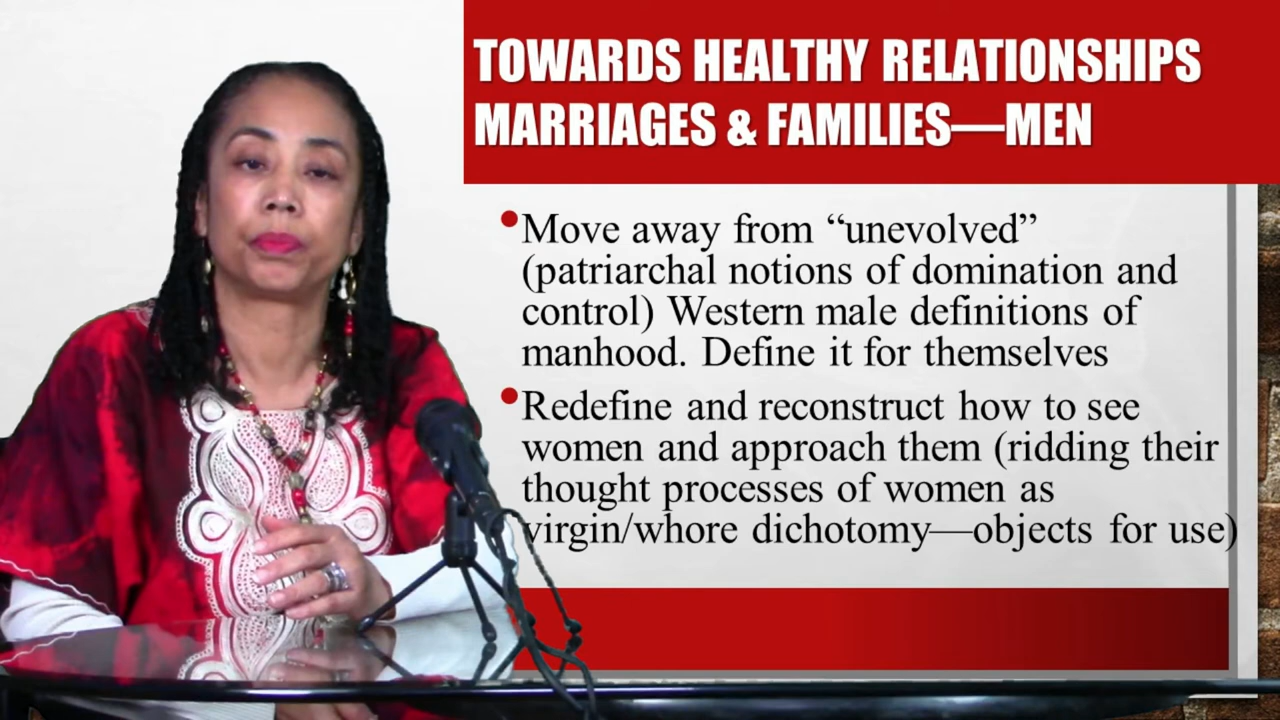 TOWARDS HEALTHY RELATIONSHIPS
MARRIAGES & FAMILIES—MEN
•Move away from “unevolved”
(patriarchal notions of domination and
control) Western male definitions of
manhood. Define it for themselves
•Redefine and reconstruct how to see
women and approach them (ridding their
thought processes of women as
virgin/whore dichotomy—objects for use)